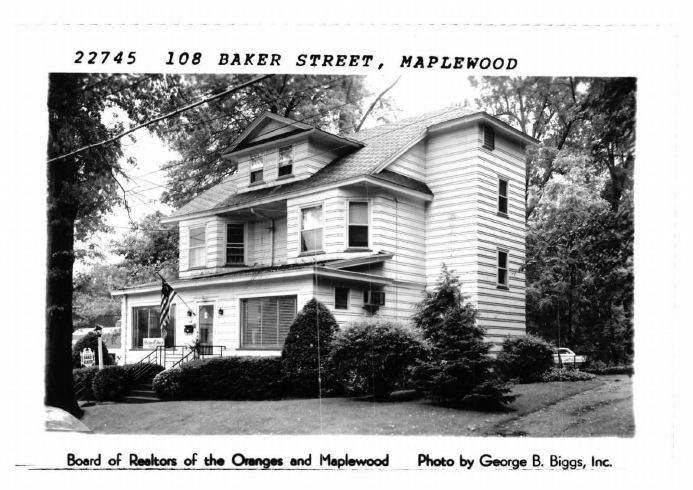 22745 108 BAKER STREET, MAPLEWOOD
Board of Realtors of the Oranges and Maplewood Photo by George B. Biggs, Inc.